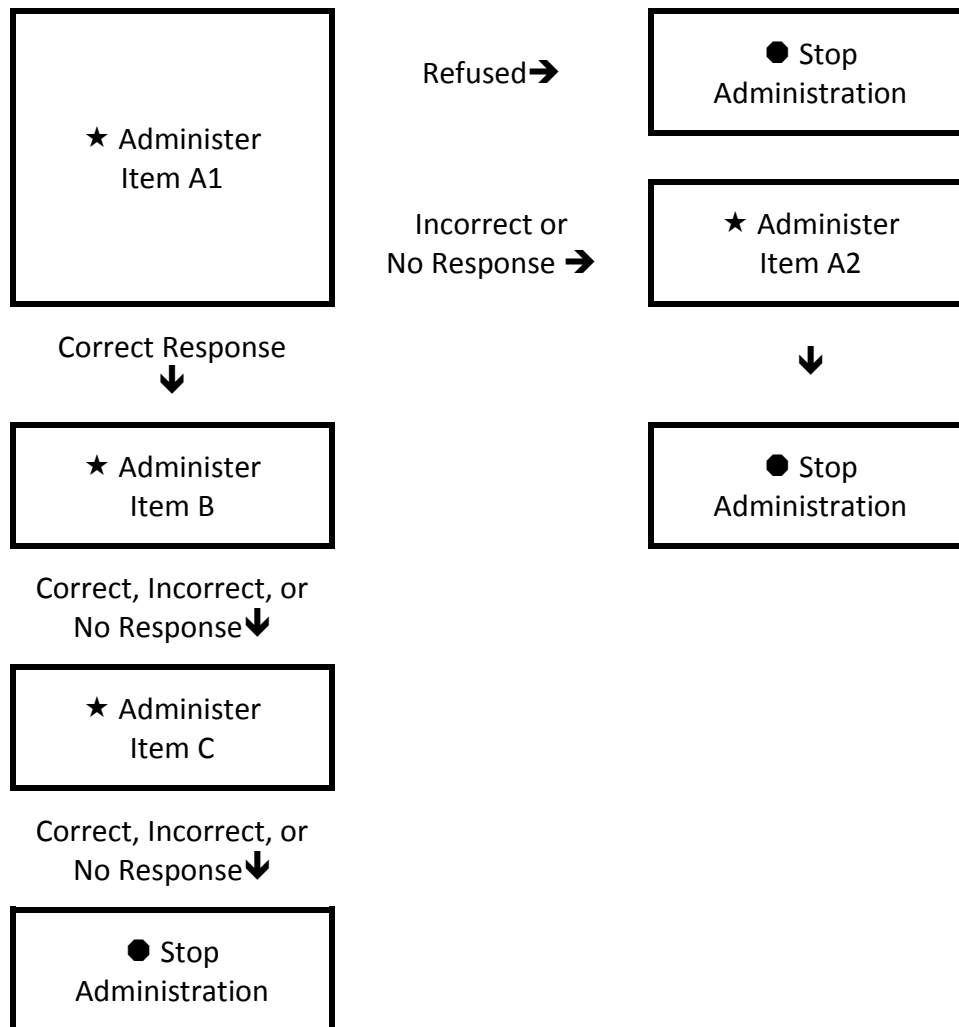 ★ Administer
Item A1
Refused➔
● Stop
Administration
Incorrect or
No Response ➔
★ Administer
Item A2
Correct Response
🡻
🡻
★ Administer
Item B
● Stop
Administration
Correct, Incorrect, or
No Response🡻
★ Administer
Item C
Correct, Incorrect, or
No Response🡻
● Stop
Administration